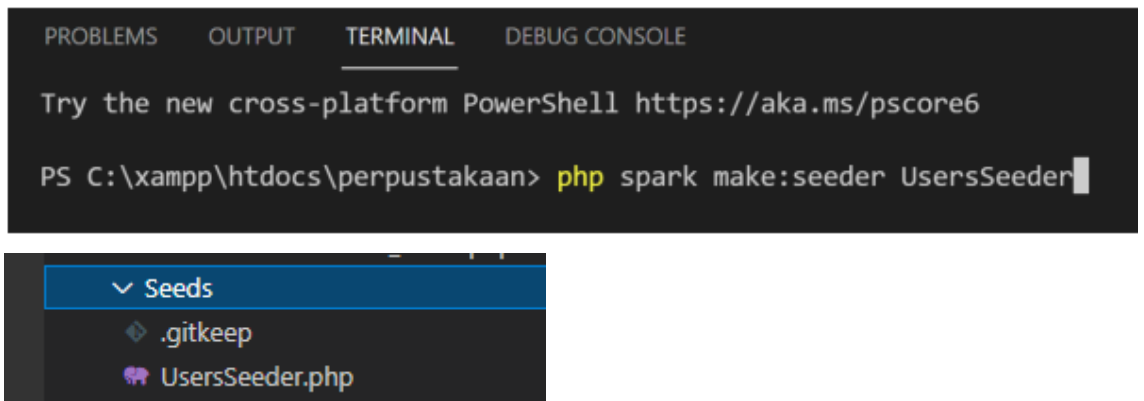 PROBLEMS OUTPUT TERMINAL DEBUG CONSOLE
Try the new cross-platform PowerShell https://aka.ms/pscore6
PS C:\xampp\htdocs\perpustakaan> php spark make:seeder UsersSeeder
Seeds
.gitkeep
UsersSeeder.php